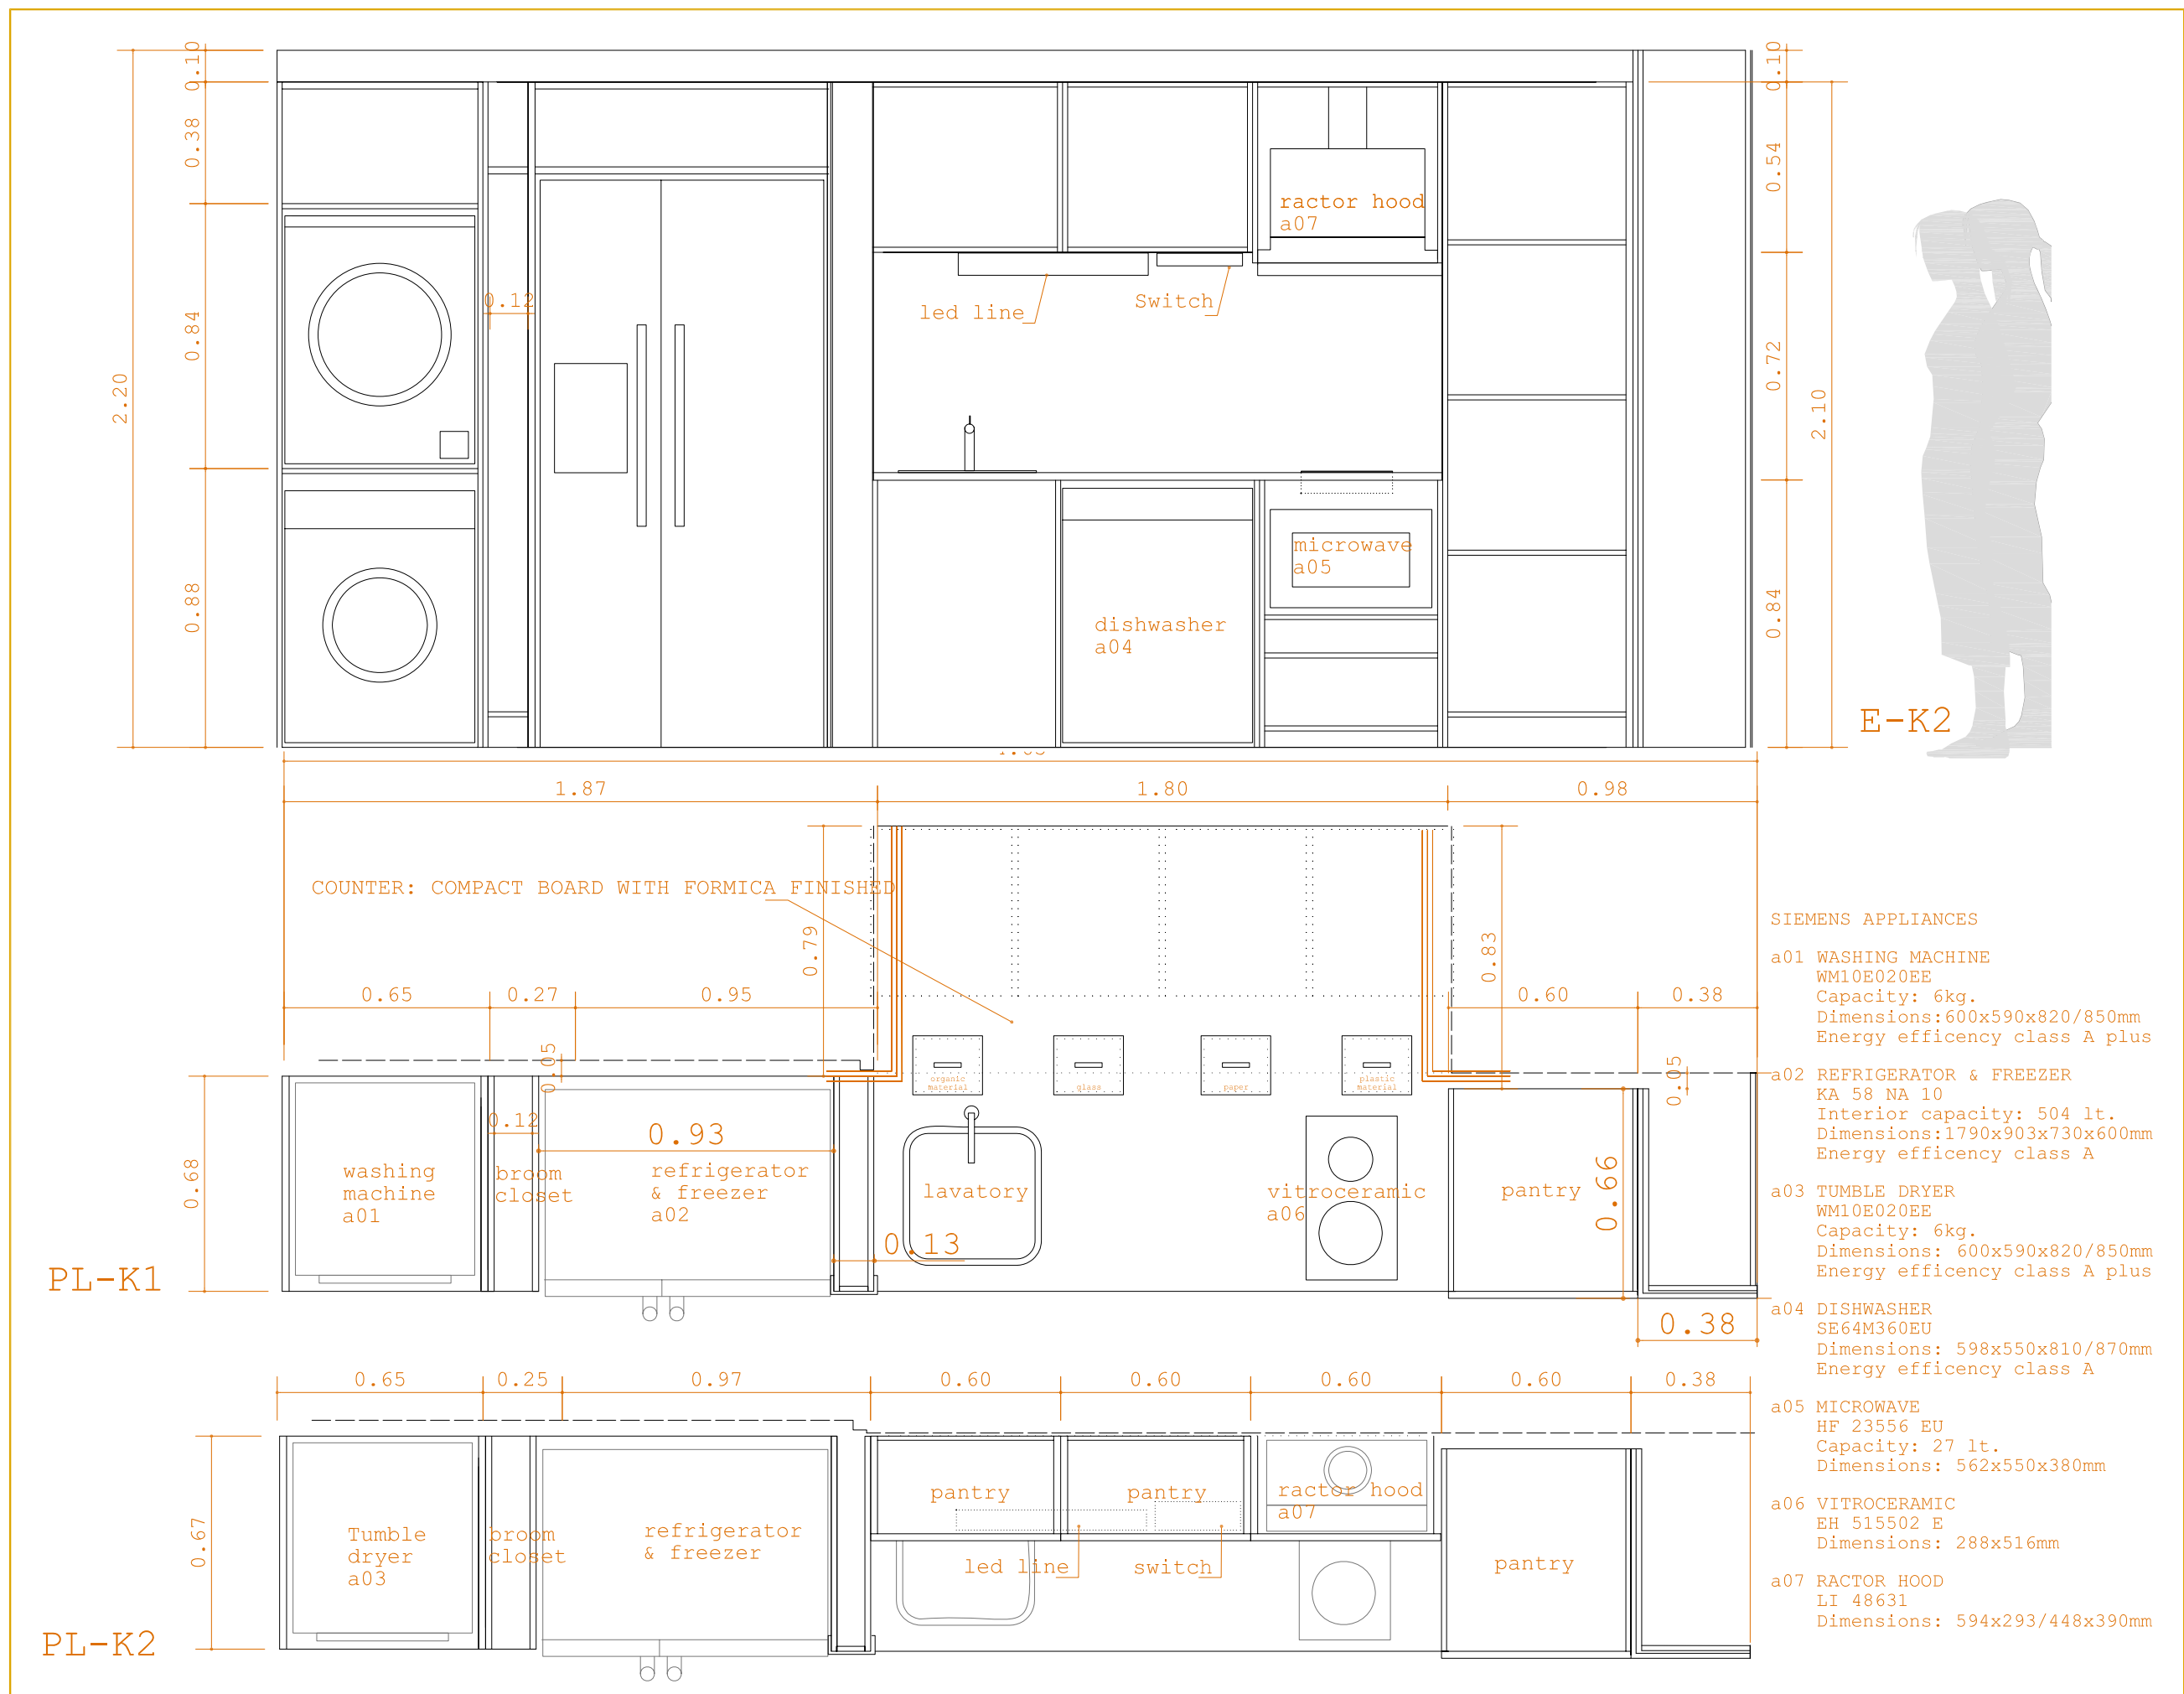 0.10
0.38
0.84
0.88
2.20
0.12
ractor hood
a07
led line
Switch
microwave
a05
dishwasher
a04
0.10
0.54
0.72
0.84
2.10
E-K2
1.87
1.80
0.98
COUNTER: COMPACT BOARD WITH FORMICA FINISHED
0.79
0.83
0.65
0.27
0.95
0.60
0.38
0.05
0.05
organic
material
glass
paper
plastic
material
0.12
0.93
0.68
washing
machine
a01
broom
closet
refrigerator
& freezer
a02
lavatory
0.13
vitroceramic
a06
pantry
0.66
0.38
PL-K1
0.65
0.25
0.97
0.60
0.60
0.60
0.60
0.38
0.67
Tumble
dryer
a03
broom
closet
refrigerator
& freezer
pantry
pantry
ractor hood
a07
led line
switch
pantry
PL-K2
SIEMENS APPLIANCES
a01 WASHING MACHINE
WM10E020EE
Capacity: 6kg.
Dimensions:600x590x820/850mm
Energy efficency class A plus
a02 REFRIGERATOR & FREEZER
KA 58 NA 10
Interior capacity: 504 lt.
Dimensions:1790x903x730x600mm
Energy efficency class A
a03 TUMBLE DRYER
WM10E020EE
Capacity: 6kg.
Dimensions: 600x590x820/850mm
Energy efficency class A plus
a04 DISHWASHER
SE64M360EU
Dimensions: 598x550x810/870mm
Energy efficency class A
a05 MICROWAVE
HF 23556 EU
Capacity: 27 lt.
Dimensions: 562x550x380mm
a06 VITROCERAMIC
EH 515502 E
Dimensions: 288x516mm
a07 RACTOR HOOD
LI 48631
Dimensions: 594x293/448x390mm